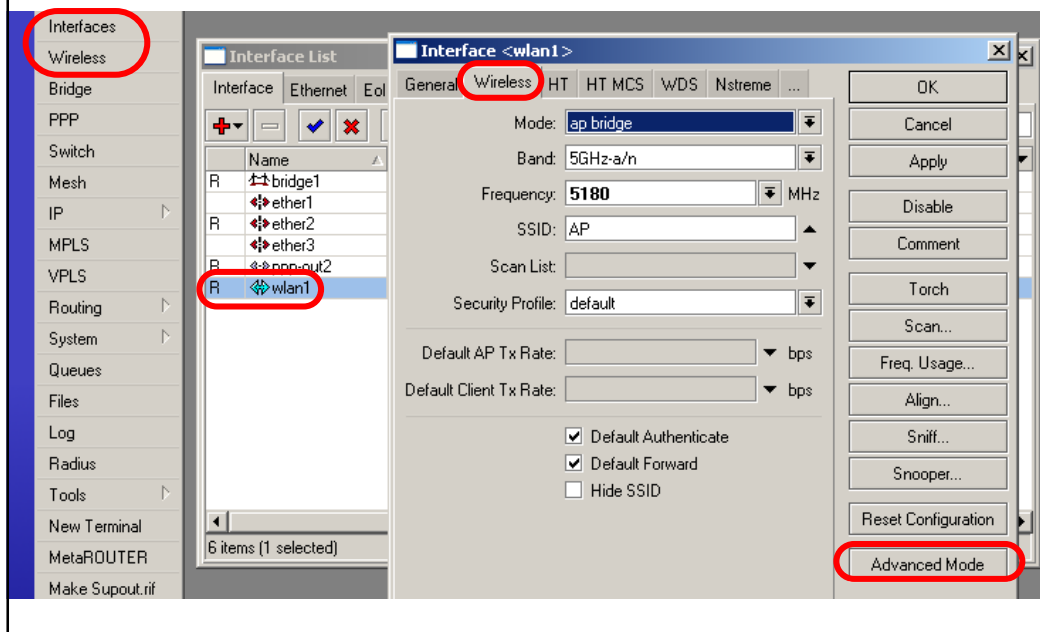 Interfaces
Wireless
Bridge
PPP
Switch
Mesh
IP
MPLS
VPLS
Routing
System
Queues
Files
Log
Radius
Tools
New Terminal
MetaROUTER
Make Supout.rif
Interface List
Interface Ethernet EoI
Name
R bridge1
ether1
R ether2
ether3
R ppp-out2
R wlan1
6 items (1 selected)
Interface <wlan1>
General Wireless HT HT MCS WDS Nstreme ...
Mode: ap bridge
Band: 5GHz-a/n
Frequency: 5180 MHz
SSID: AP
Scan List:
Security Profile: default
Default AP Tx Rate: bps
Default Client Tx Rate: bps
Default Authenticate
Default Forward
Hide SSID
OK
Cancel
Apply
Disable
Comment
Torch
Scan...
Freq. Usage...
Align...
Sniff...
Snooper...
Reset Configuration
Advanced Mode